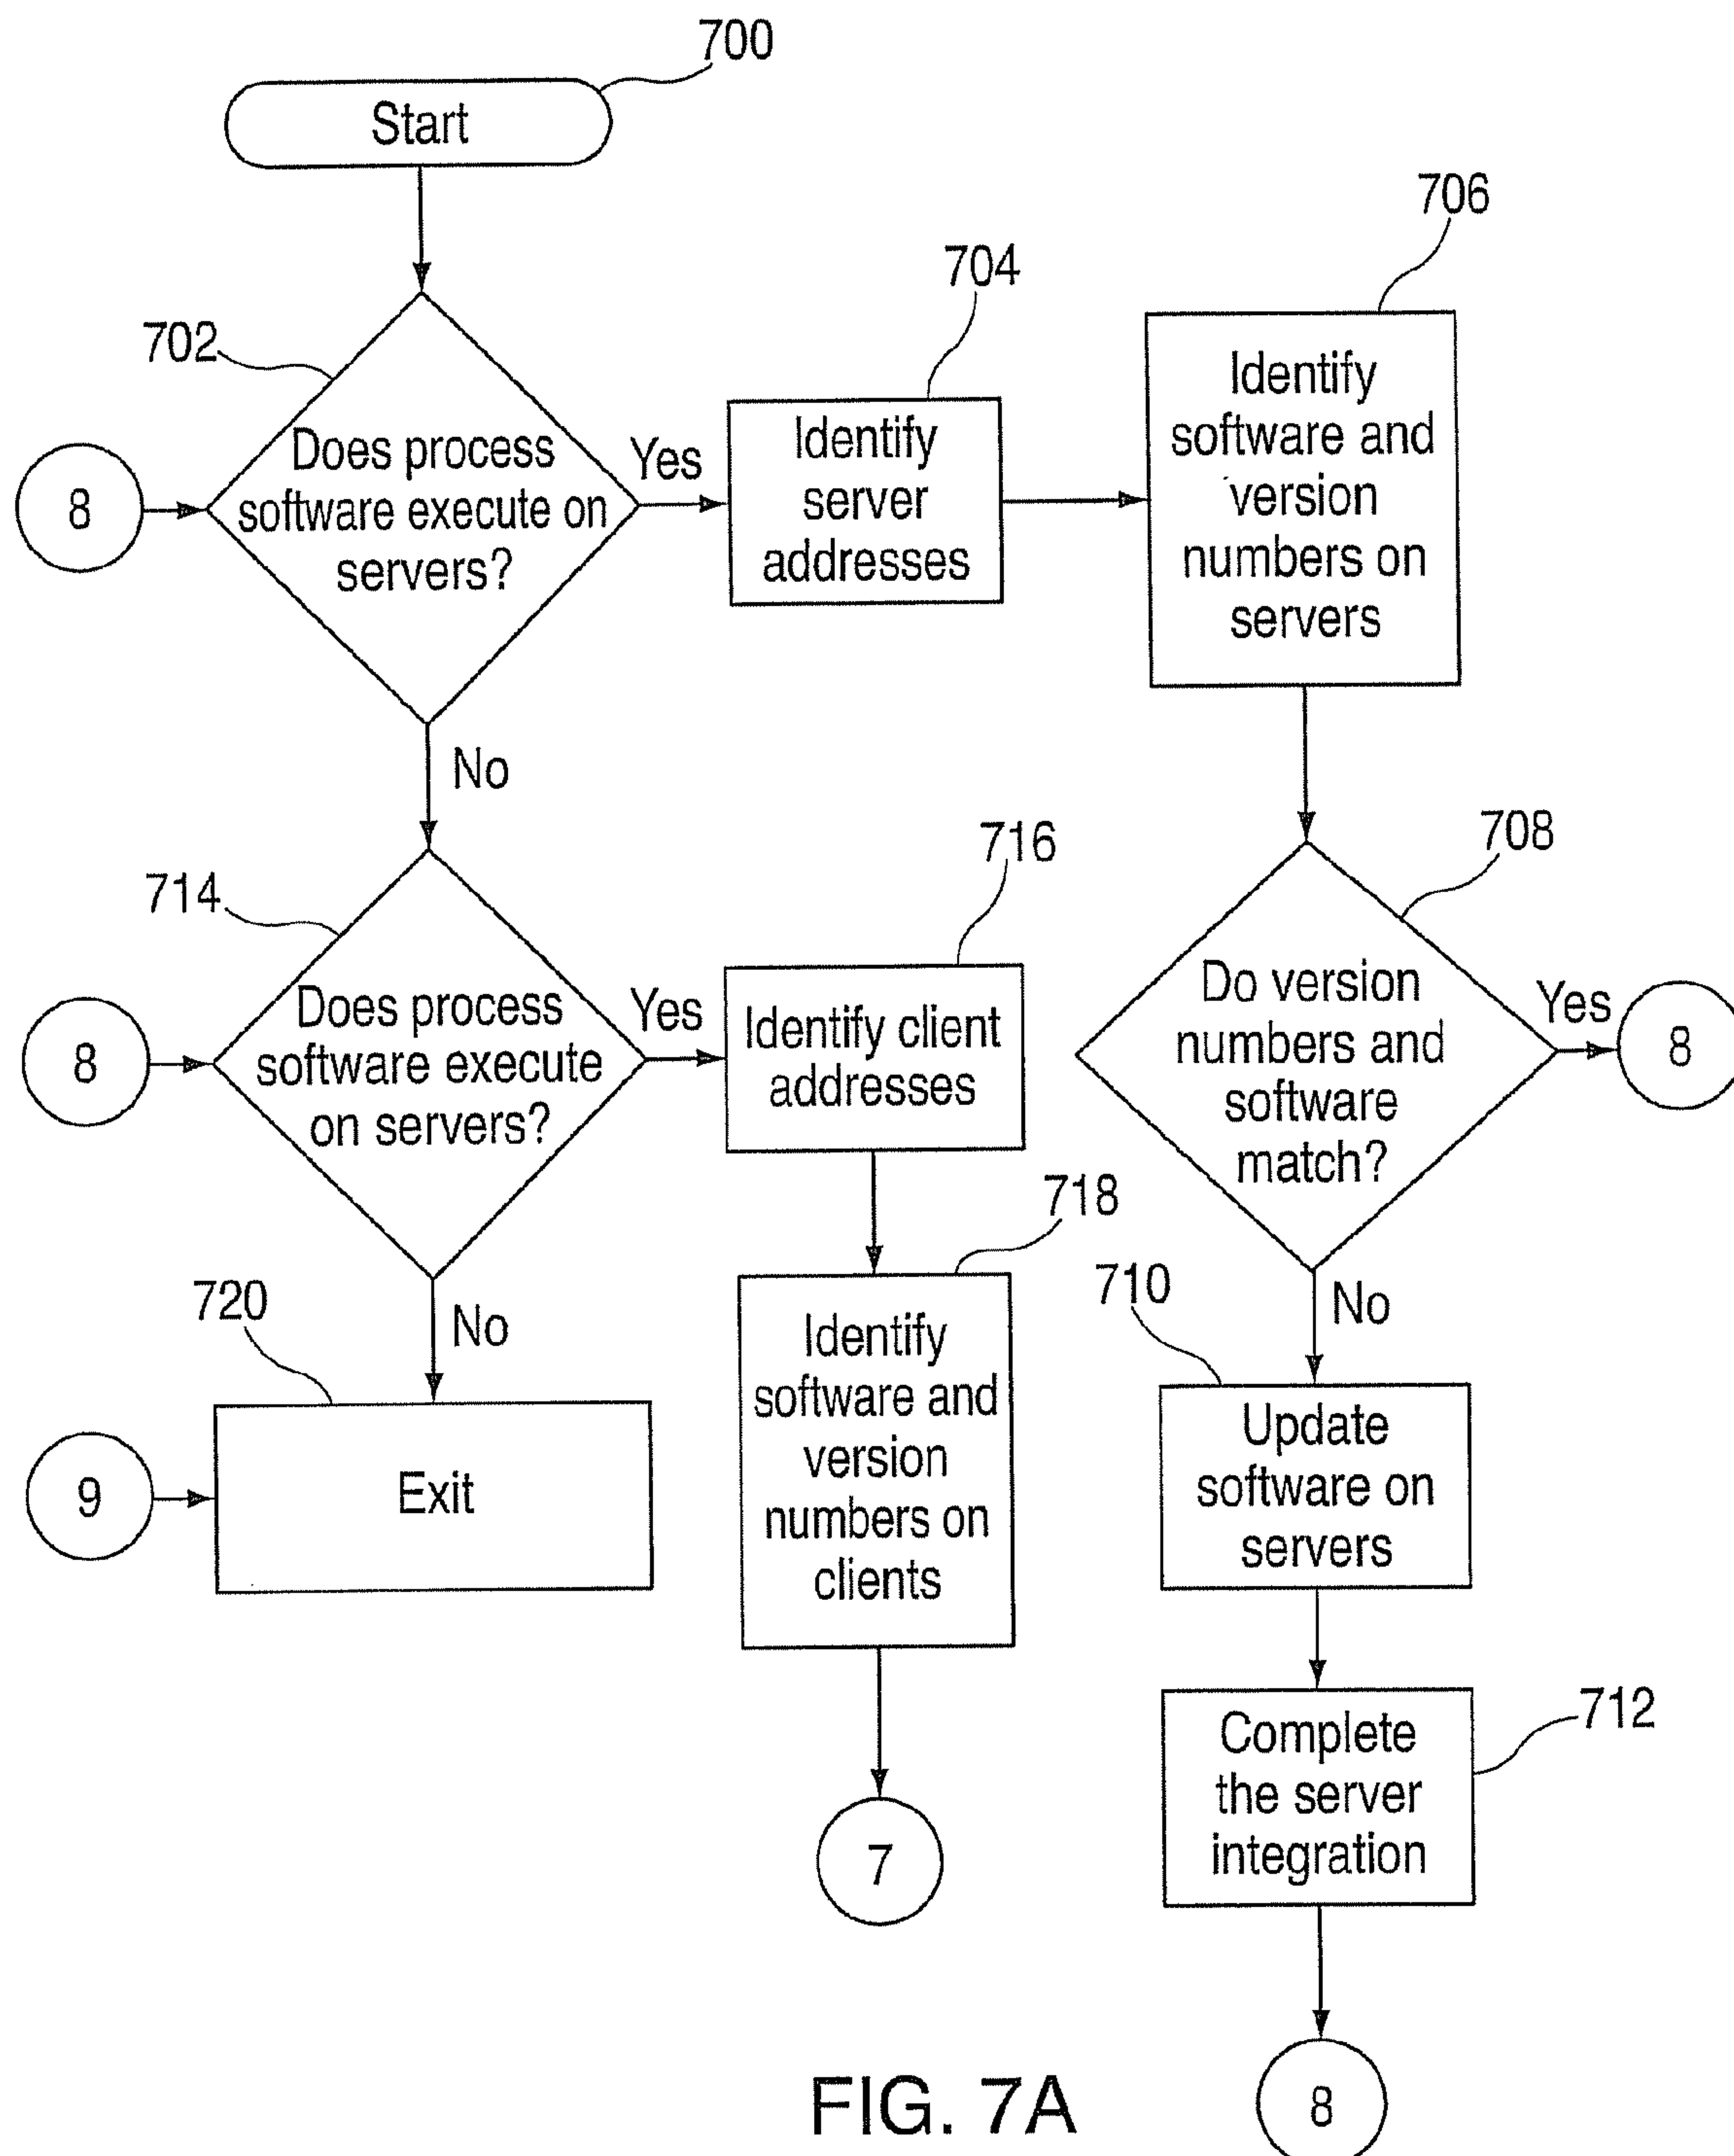 700
Start
702
8
Does process
software execute on
servers?
Yes
704
Identify
server
addresses
706
Identify
software and
version
numbers on
servers
No
714
8
Does process
software execute
on servers?
Yes
716
Identify client
addresses
708
Do version
numbers and
software
match?
Yes
8
718
Identify
software and
version
numbers on
clients
7
No
720
9
Exit
No
710
Update
software on
servers
712
Complete
the server
integration
8
FIG. 7A